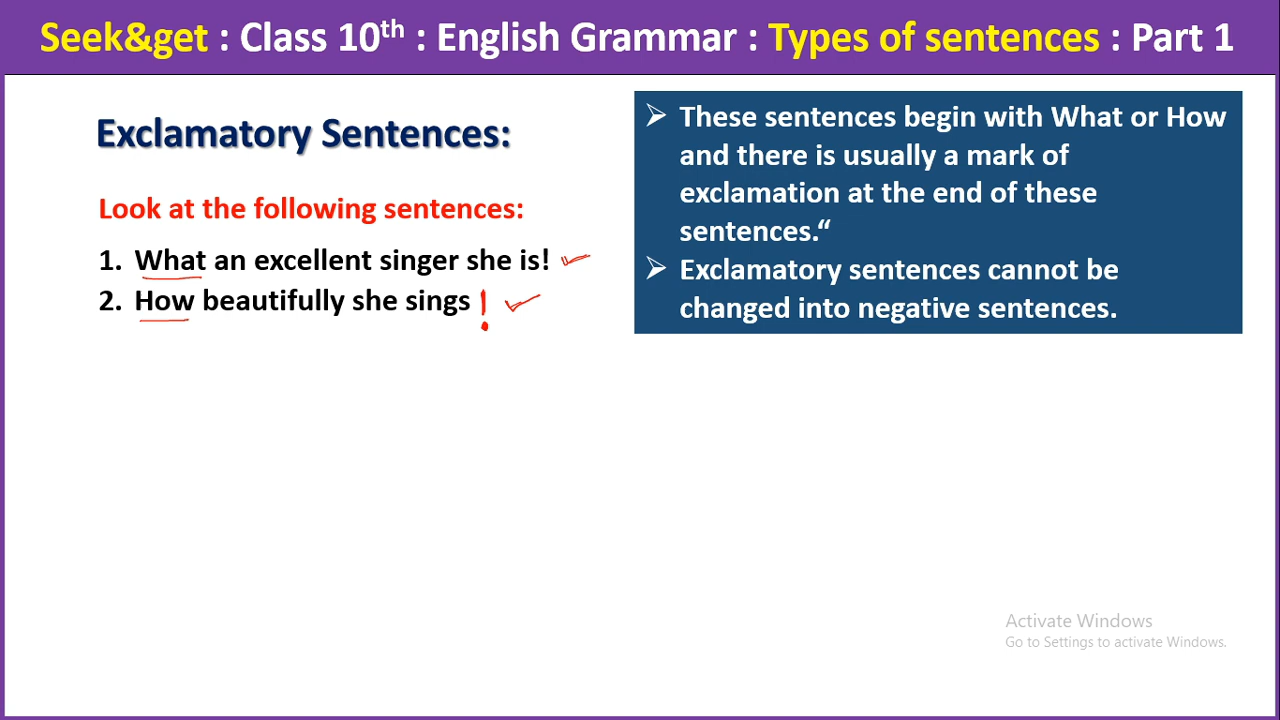 Seek&get : Class 10th : English Grammar : Types of sentences : Part 1
Exclamatory Sentences:
Look at the following sentences:
1. What an excellent singer she is!
2. How beautifully she sings !
➢ These sentences begin with What or How
and there is usually a mark of
exclamation at the end of these
sentences.“
➢ Exclamatory sentences cannot be
changed into negative sentences.
Activate Windows
Go to Settings to activate Windows.